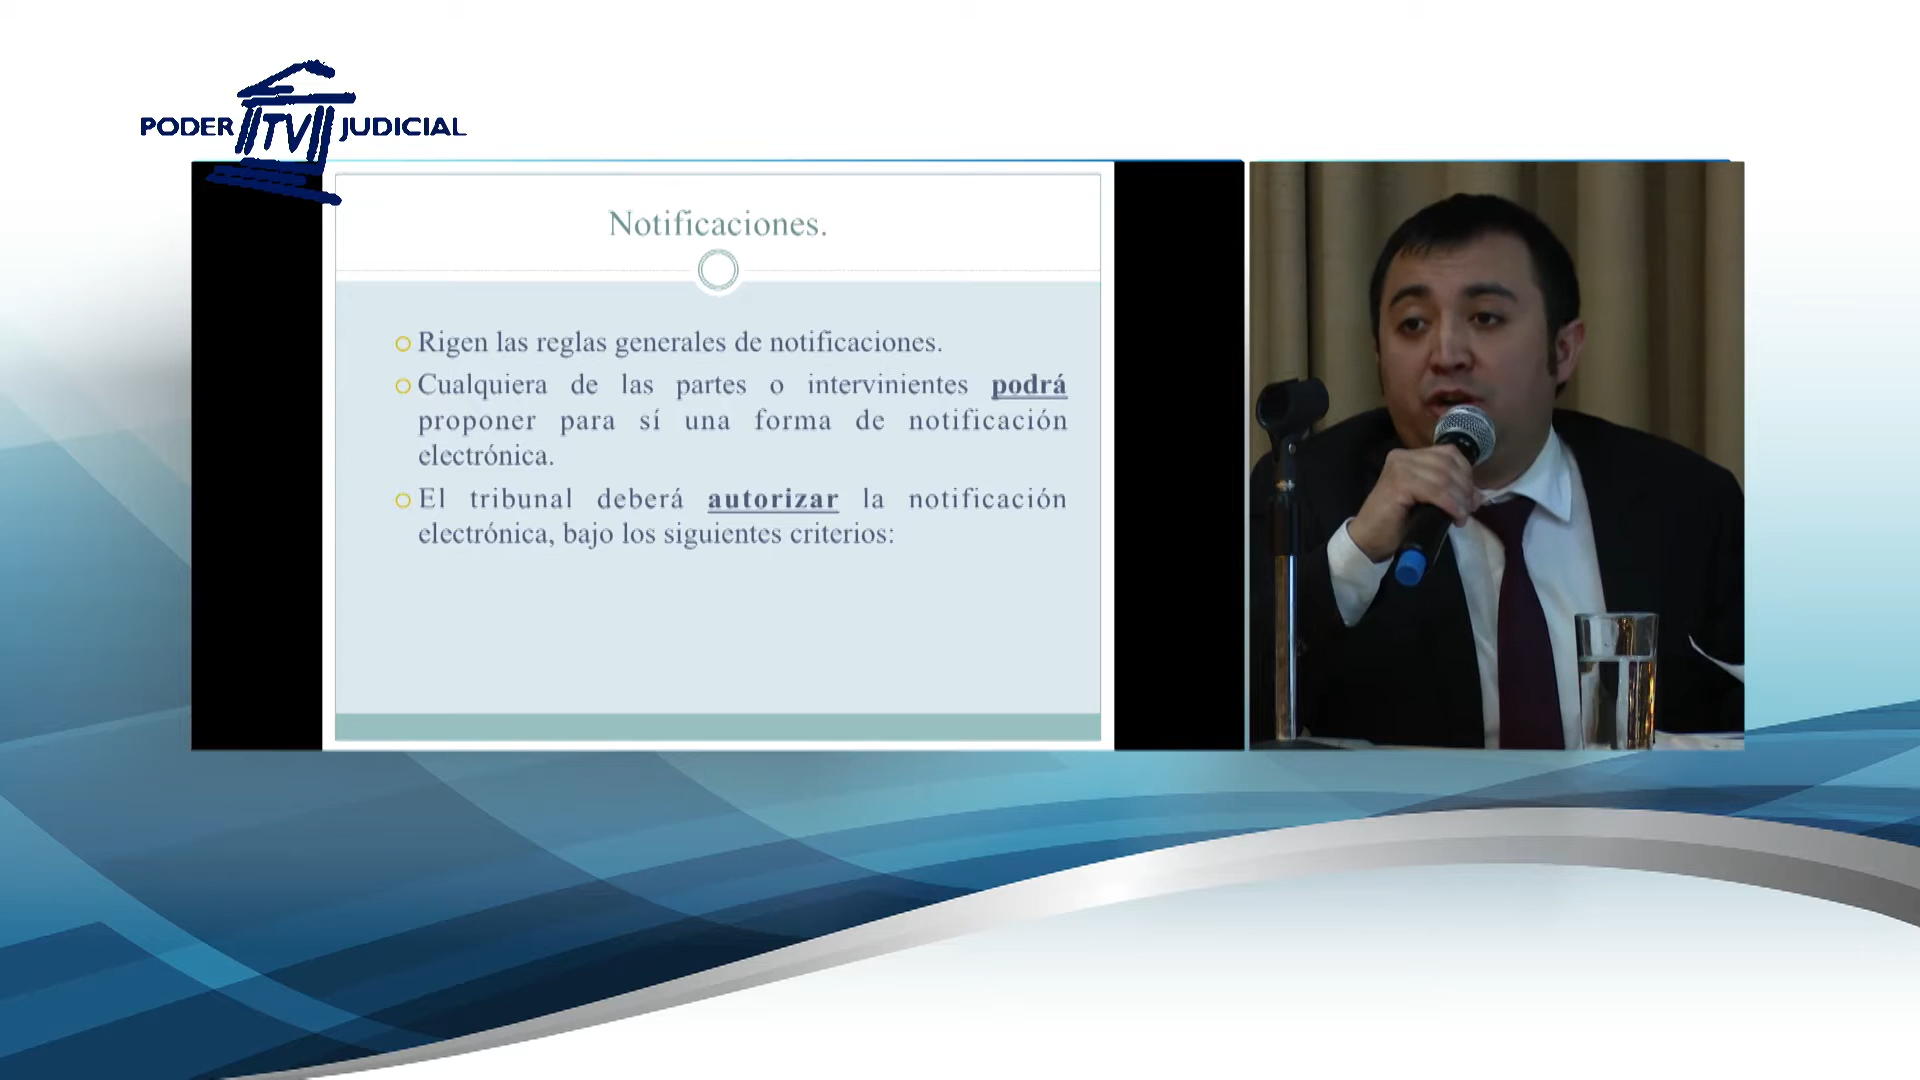 PODER TV JUDICIAL
Notificaciones.
Rigen las reglas generales de notificaciones.
Cualquiera de las partes o intervinientes podrá
proponer para sí una forma de notificación
electrónica.
El tribunal deberá autorizar la notificación
electrónica, bajo los siguientes criterios: